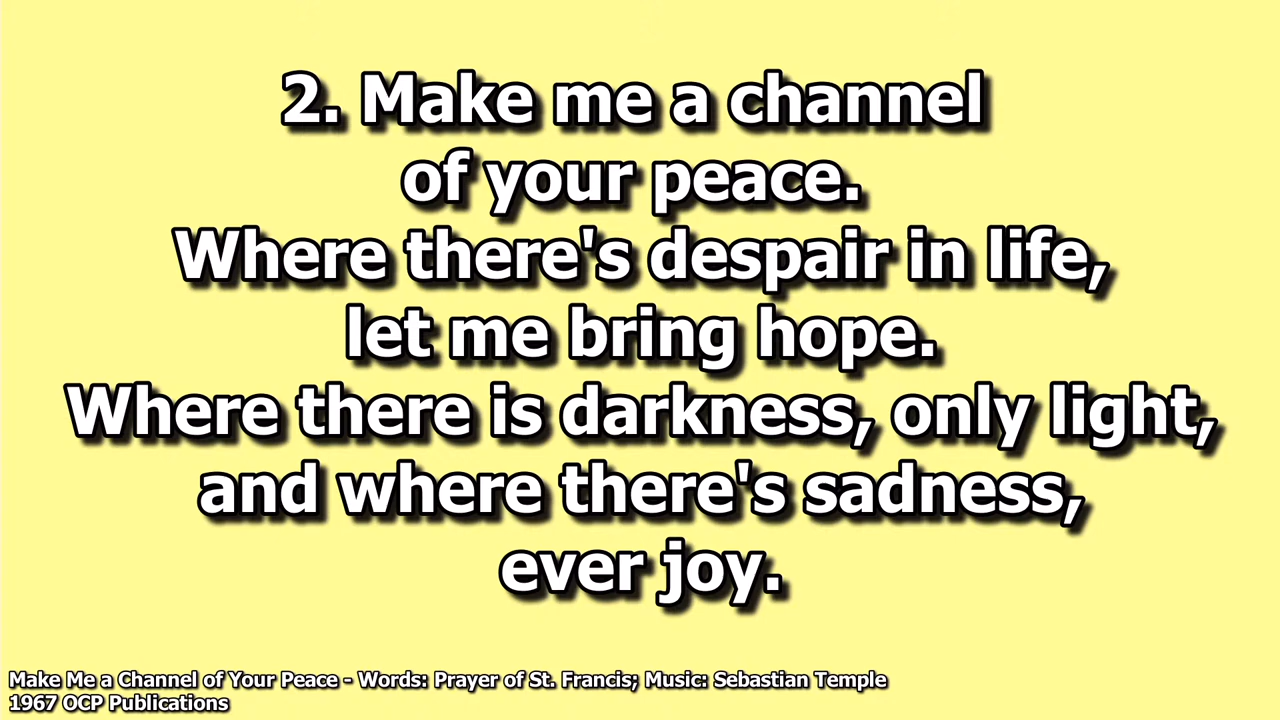 2. Make me a channel
of your peace.
Where there's despair in life,
let me bring hope.
Where there is darkness, only light,
and where there's sadness,
ever joy.
Make Me a Channel of Your Peace - Words: Prayer of St. Francis; Music: Sebastian Temple
1967 OCP Publications